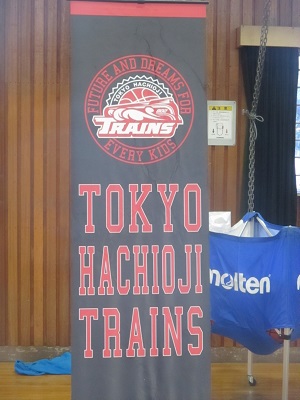 FUTURE AND DREAMS FOR
TOKYO HACHIOJI
TRAINS
EVERY KIDS
TOKYO
HACHIOJI
TRAINS
molten